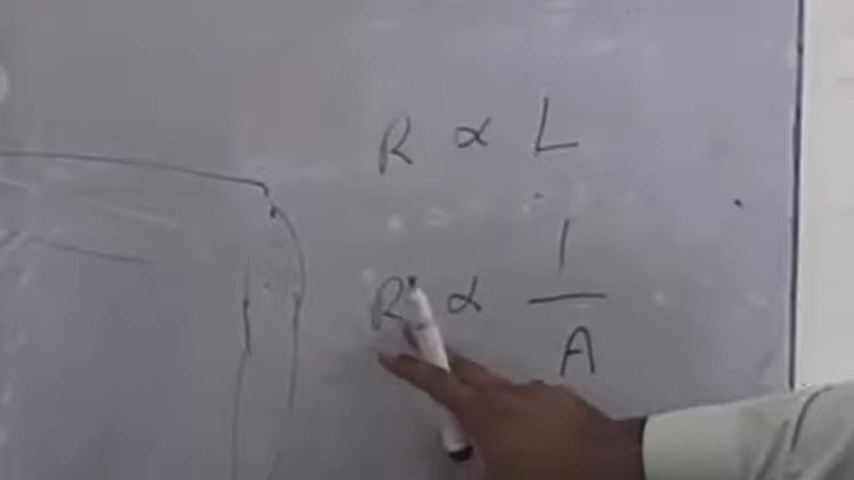 R ∝ L
R ∝ 1/A